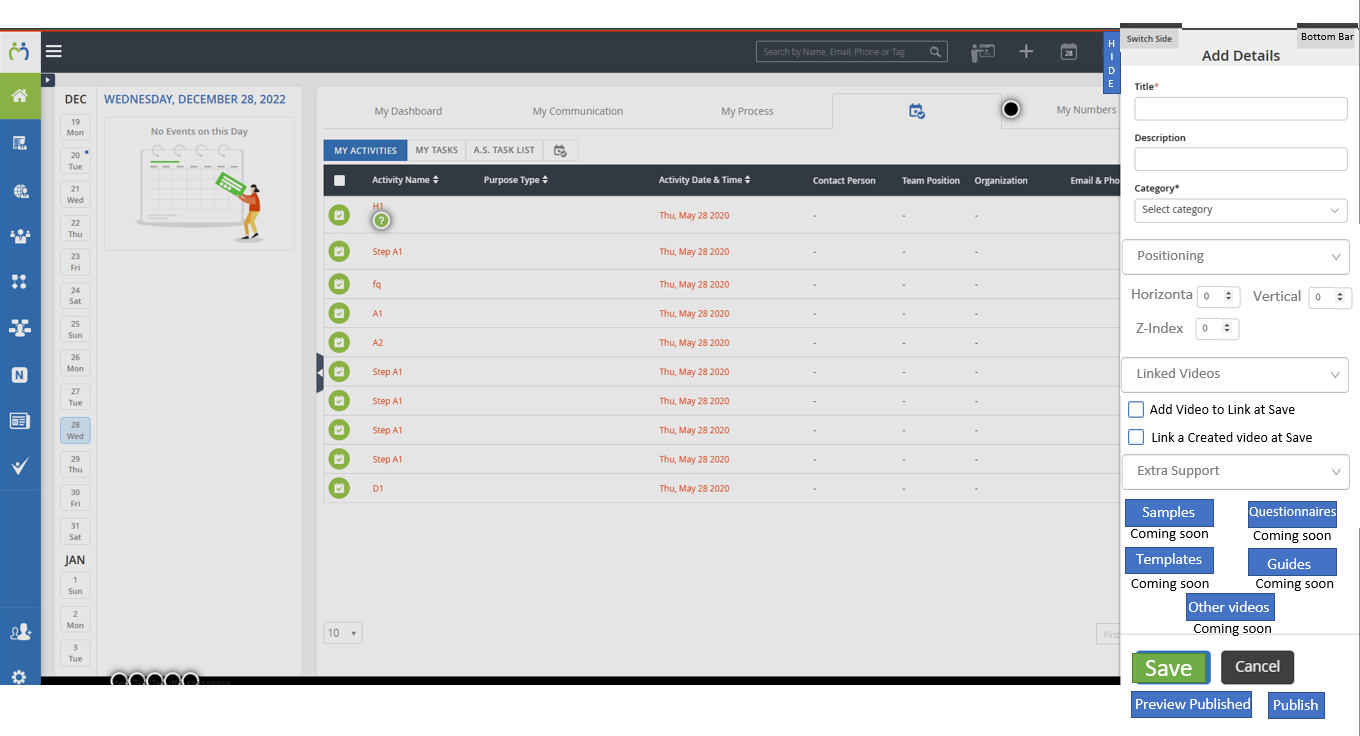 Search by Name, Email, Phone or Tag
28
H
I
D
E
Switch Side
Bottom Bar
Add Details
DEC
WEDNESDAY, DECEMBER 28, 2022
No Events on this Day
19
Mon
20
Tue
21
Wed
22
Thu
23
Fri
24
Sat
25
Sun
26
Mon
27
Tue
28
Wed
29
Thu
30
Fri
31
Sat
JAN
1
Sun
2
Mon
3
Tue
N
My Dashboard
My Communication
My Process
My Numbers
MY ACTIVITIES
MY TASKS
A.S. TASK LIST
Activity Name
Purpose Type
Activity Date & Time
Contact Person
Team Position
Organization
Email & Pho
H1
?
Thu, May 28 2020 - - -
Step A1 Thu, May 28 2020 - - -
fq Thu, May 28 2020 - - -
A1 Thu, May 28 2020 - - -
A2 Thu, May 28 2020 - - -
Step A1 Thu, May 28 2020 - - -
Step A1 Thu, May 28 2020 - - -
Step A1 Thu, May 28 2020 - - -
Step A1 Thu, May 28 2020 - - -
D1 Thu, May 28 2020 - - -
10
First
Title*
Description
Category*
Select category
Positioning
Horizonta 0 Vertical 0
Z-Index 0
Linked Videos
Add Video to Link at Save
Link a Created video at Save
Extra Support
Samples Questionnaires
Coming soon Coming soon
Templates Guides
Coming soon Coming soon
Other videos
Coming soon
Save Cancel
Preview Published Publish